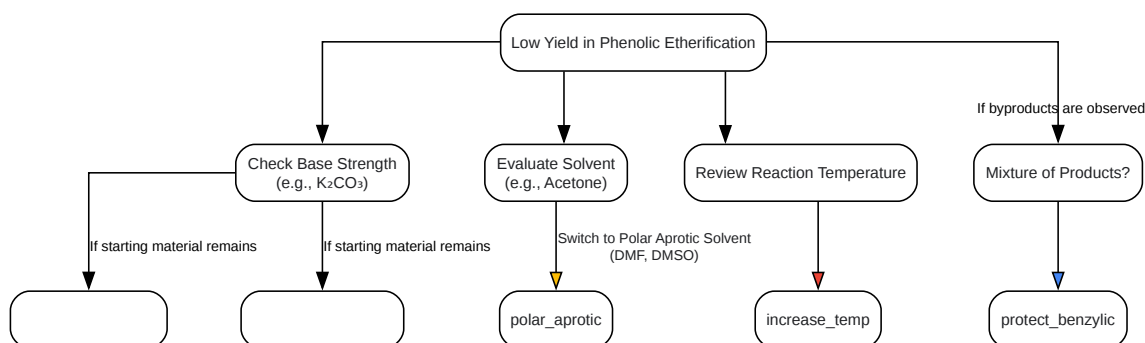 Low Yield in Phenolic Etherification
If byproducts are observed
Check Base Strength
(e.g., K₂CO₃)
Evaluate Solvent
(e.g., Acetone)
Review Reaction Temperature
Mixture of Products?
If starting material remains
If starting material remains
Switch to Polar Aprotic Solvent
(DMF, DMSO)
polar_aprotic
increase_temp
protect_benzylic